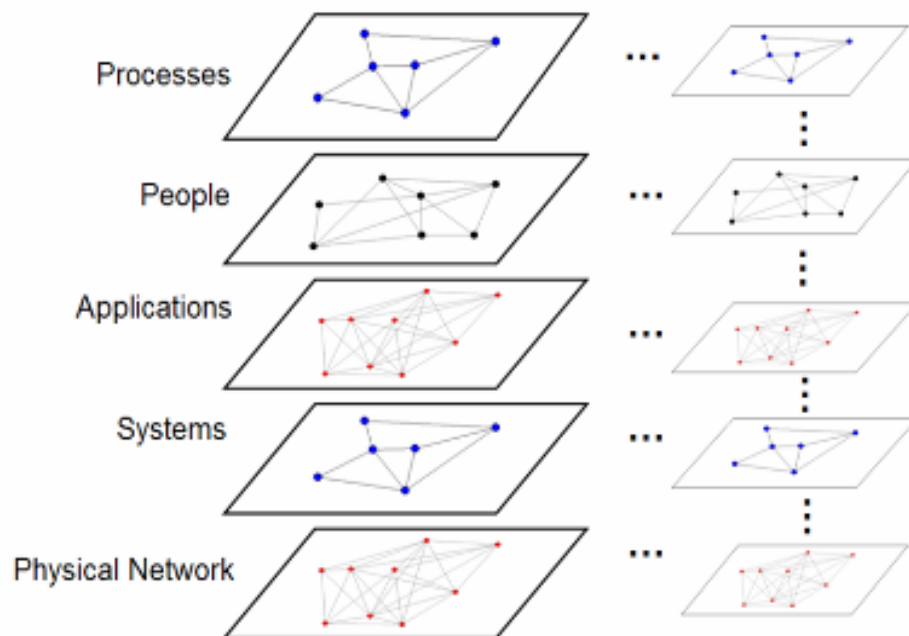 Processes
People
Applications
Systems
Physical Network